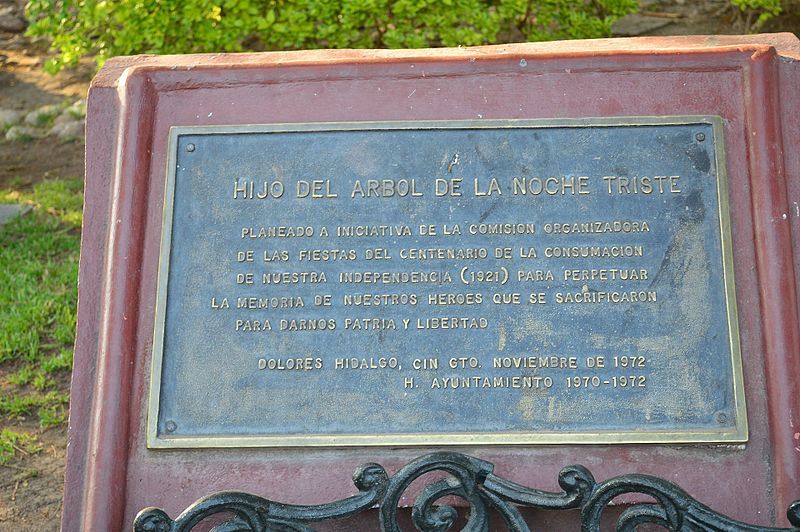 HIJO DEL ARBOL DE LA NOCHE TRISTE
PLANEADO A INICIATIVA DE LA COMISION ORGANIZADORA
DE LAS FIESTAS DEL CENTENARIO DE LA CONSUMACION
DE NUESTRA INDEPENDENCIA (1921) PARA PERPETUAR
LA MEMORIA DE NUESTROS HEROES QUE SE SACRIFICARON
PARA DARNOS PATRIA Y LIBERTAD
DOLORES HIDALGO, CIN GTO. NOVIEMBRE DE 1972
H. AYUNTAMIENTO 1970-1972